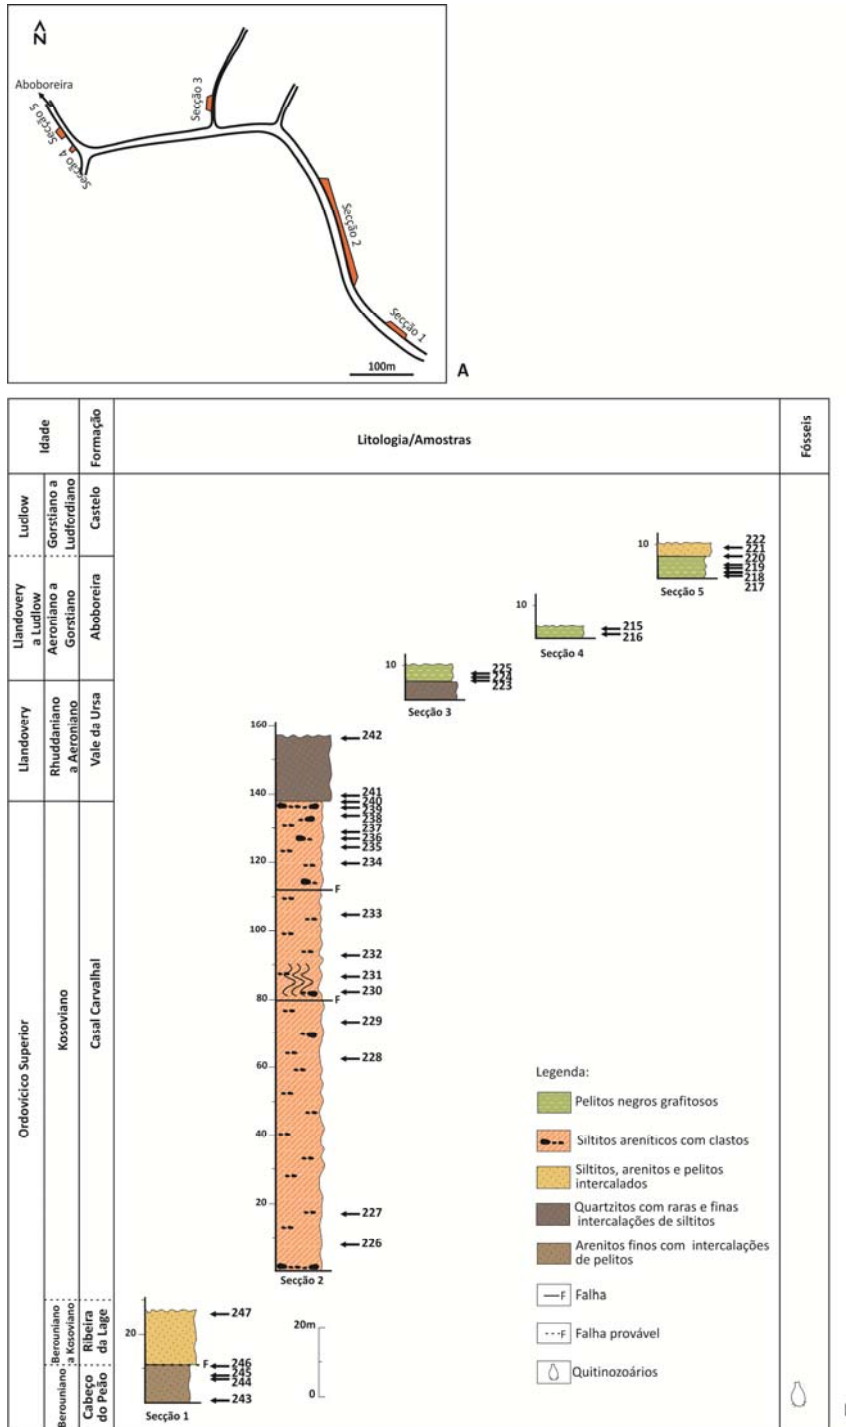 N
Aboboreira
Secção 5
Secção 4
Secção 3
Secção 2
Secção 1
100m
A
Idade
Formação
Litologia/Amostras
Fósseis
Ludlow
Gorstiano a
Ludfordiano
Castelo
10
222
221
220
219
218
217
Secção 5
Llandovery
a Ludlow
Aeroniano a
Gorstiano
Aboboreira
10
215
216
Secção 4
10
225
224
223
Secção 3
Llandovery
Rhuddaniano
a Aeroniano
Vale da Ursa
160
242
241
140
240
239
238
237
236
235
120
234
F
233
100
232
231
230
80
F
229
228
60
40
20
227
226
Secção 2
Ordovícico Superior
Kosoviano
Casal Carvalhal
Legenda:
Pelitos negros grafitosos
Siltitos areníticos com clastos
Siltitos, arenitos e pelitos
intercalados
Quartzitos com raras e finas
intercalações de siltitos
Arenitos finos com intercalações
de pelitos
F Falha
F Falha provável
Quitinozoários
Berouniano
a Kosoviano
Ribeira
da Lage
20
247
F
246
245
244
243
20m
0
Berouniano
Cabeço
do Peão
Secção 1